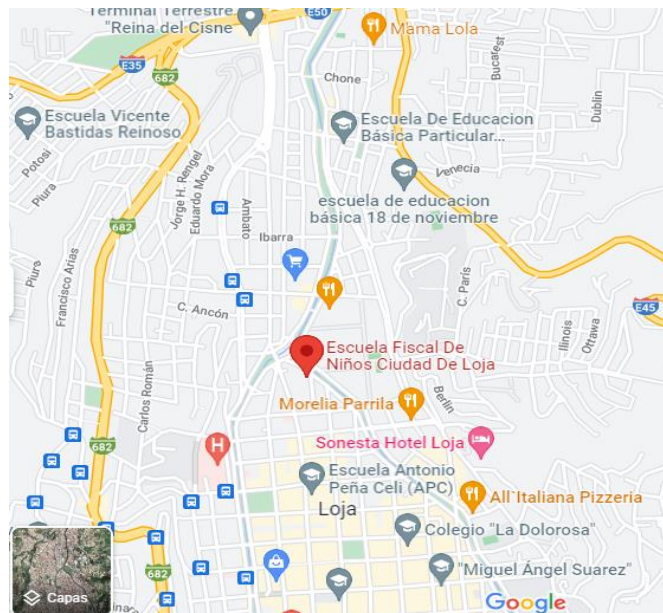 Terminal Terrestre
"Reina del Cisne
E50
Mama Lola
E35
682
Chone
Bucarest
Dublin
Escuela Vicente
Bastidas Reinoso
Escuela De Educacion
Básica Particular...
Venecia
Potosi
Piura
Jorge H. Rengel
Eduardo Mora
Ambato
escuela de educacion
básica 18 de noviembre
682
Ibarra
Piura
Francisco Arias
C. Ancón
C. París
E45
Illinois
Ottawa
Escuela Fiscal De
Niños Ciudad De Loja
Carlos Román
Berlín
Morelia Parrila
682
H
Sonesta Hotel Loja
Escuela Antonio
Peña Celi (APC)
All'Italiana Pizzeria
Loja
Colegio "La Dolorosa"
"Miguel Ángel Suarez"
Capas
Google